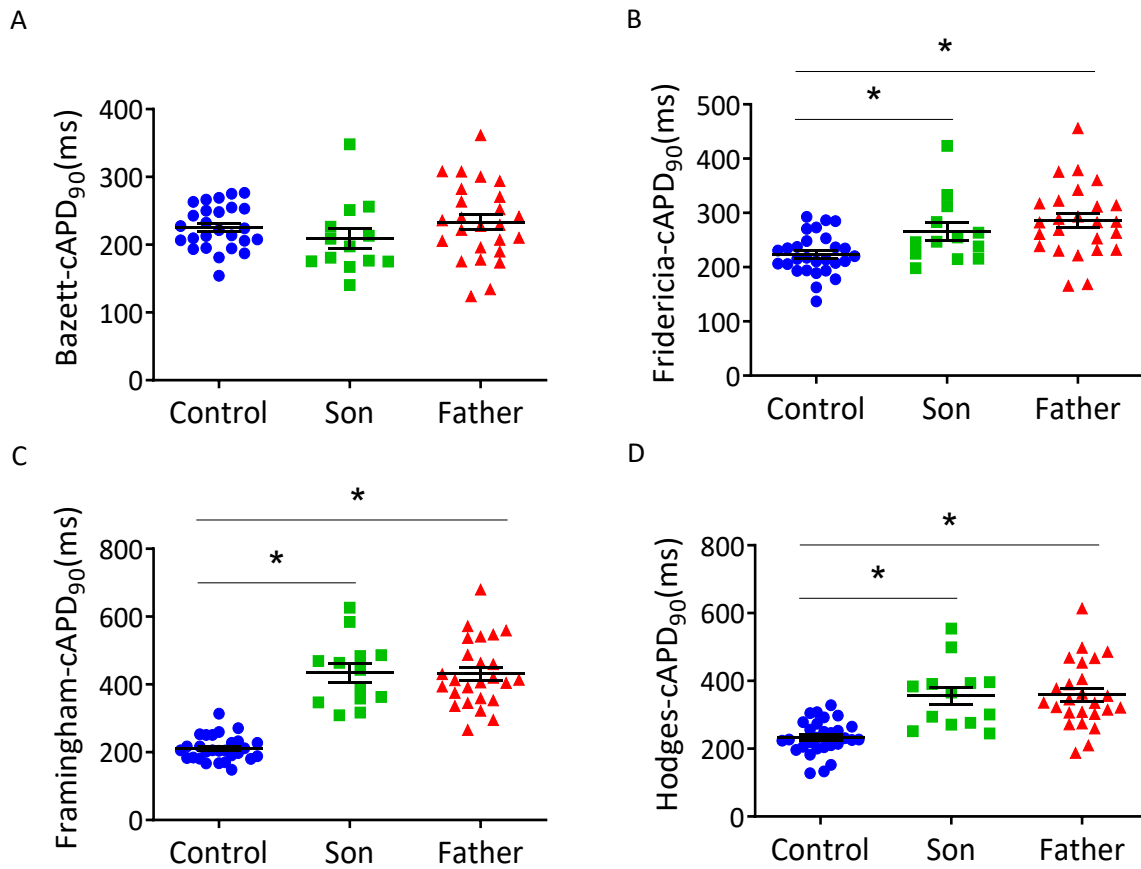 A
Bazett-cAPD90(ms)
400
300
200
100
0
Control Son Father
B
Fridericia-cAPD90(ms)
*
*
500
400
300
200
100
0
Control Son Father
C
Framingham-cAPD90(ms)
*
*
800
600
400
200
0
Control Son Father
D
Hodges-cAPD90(ms)
*
*
800
600
400
200
0
Control Son Father